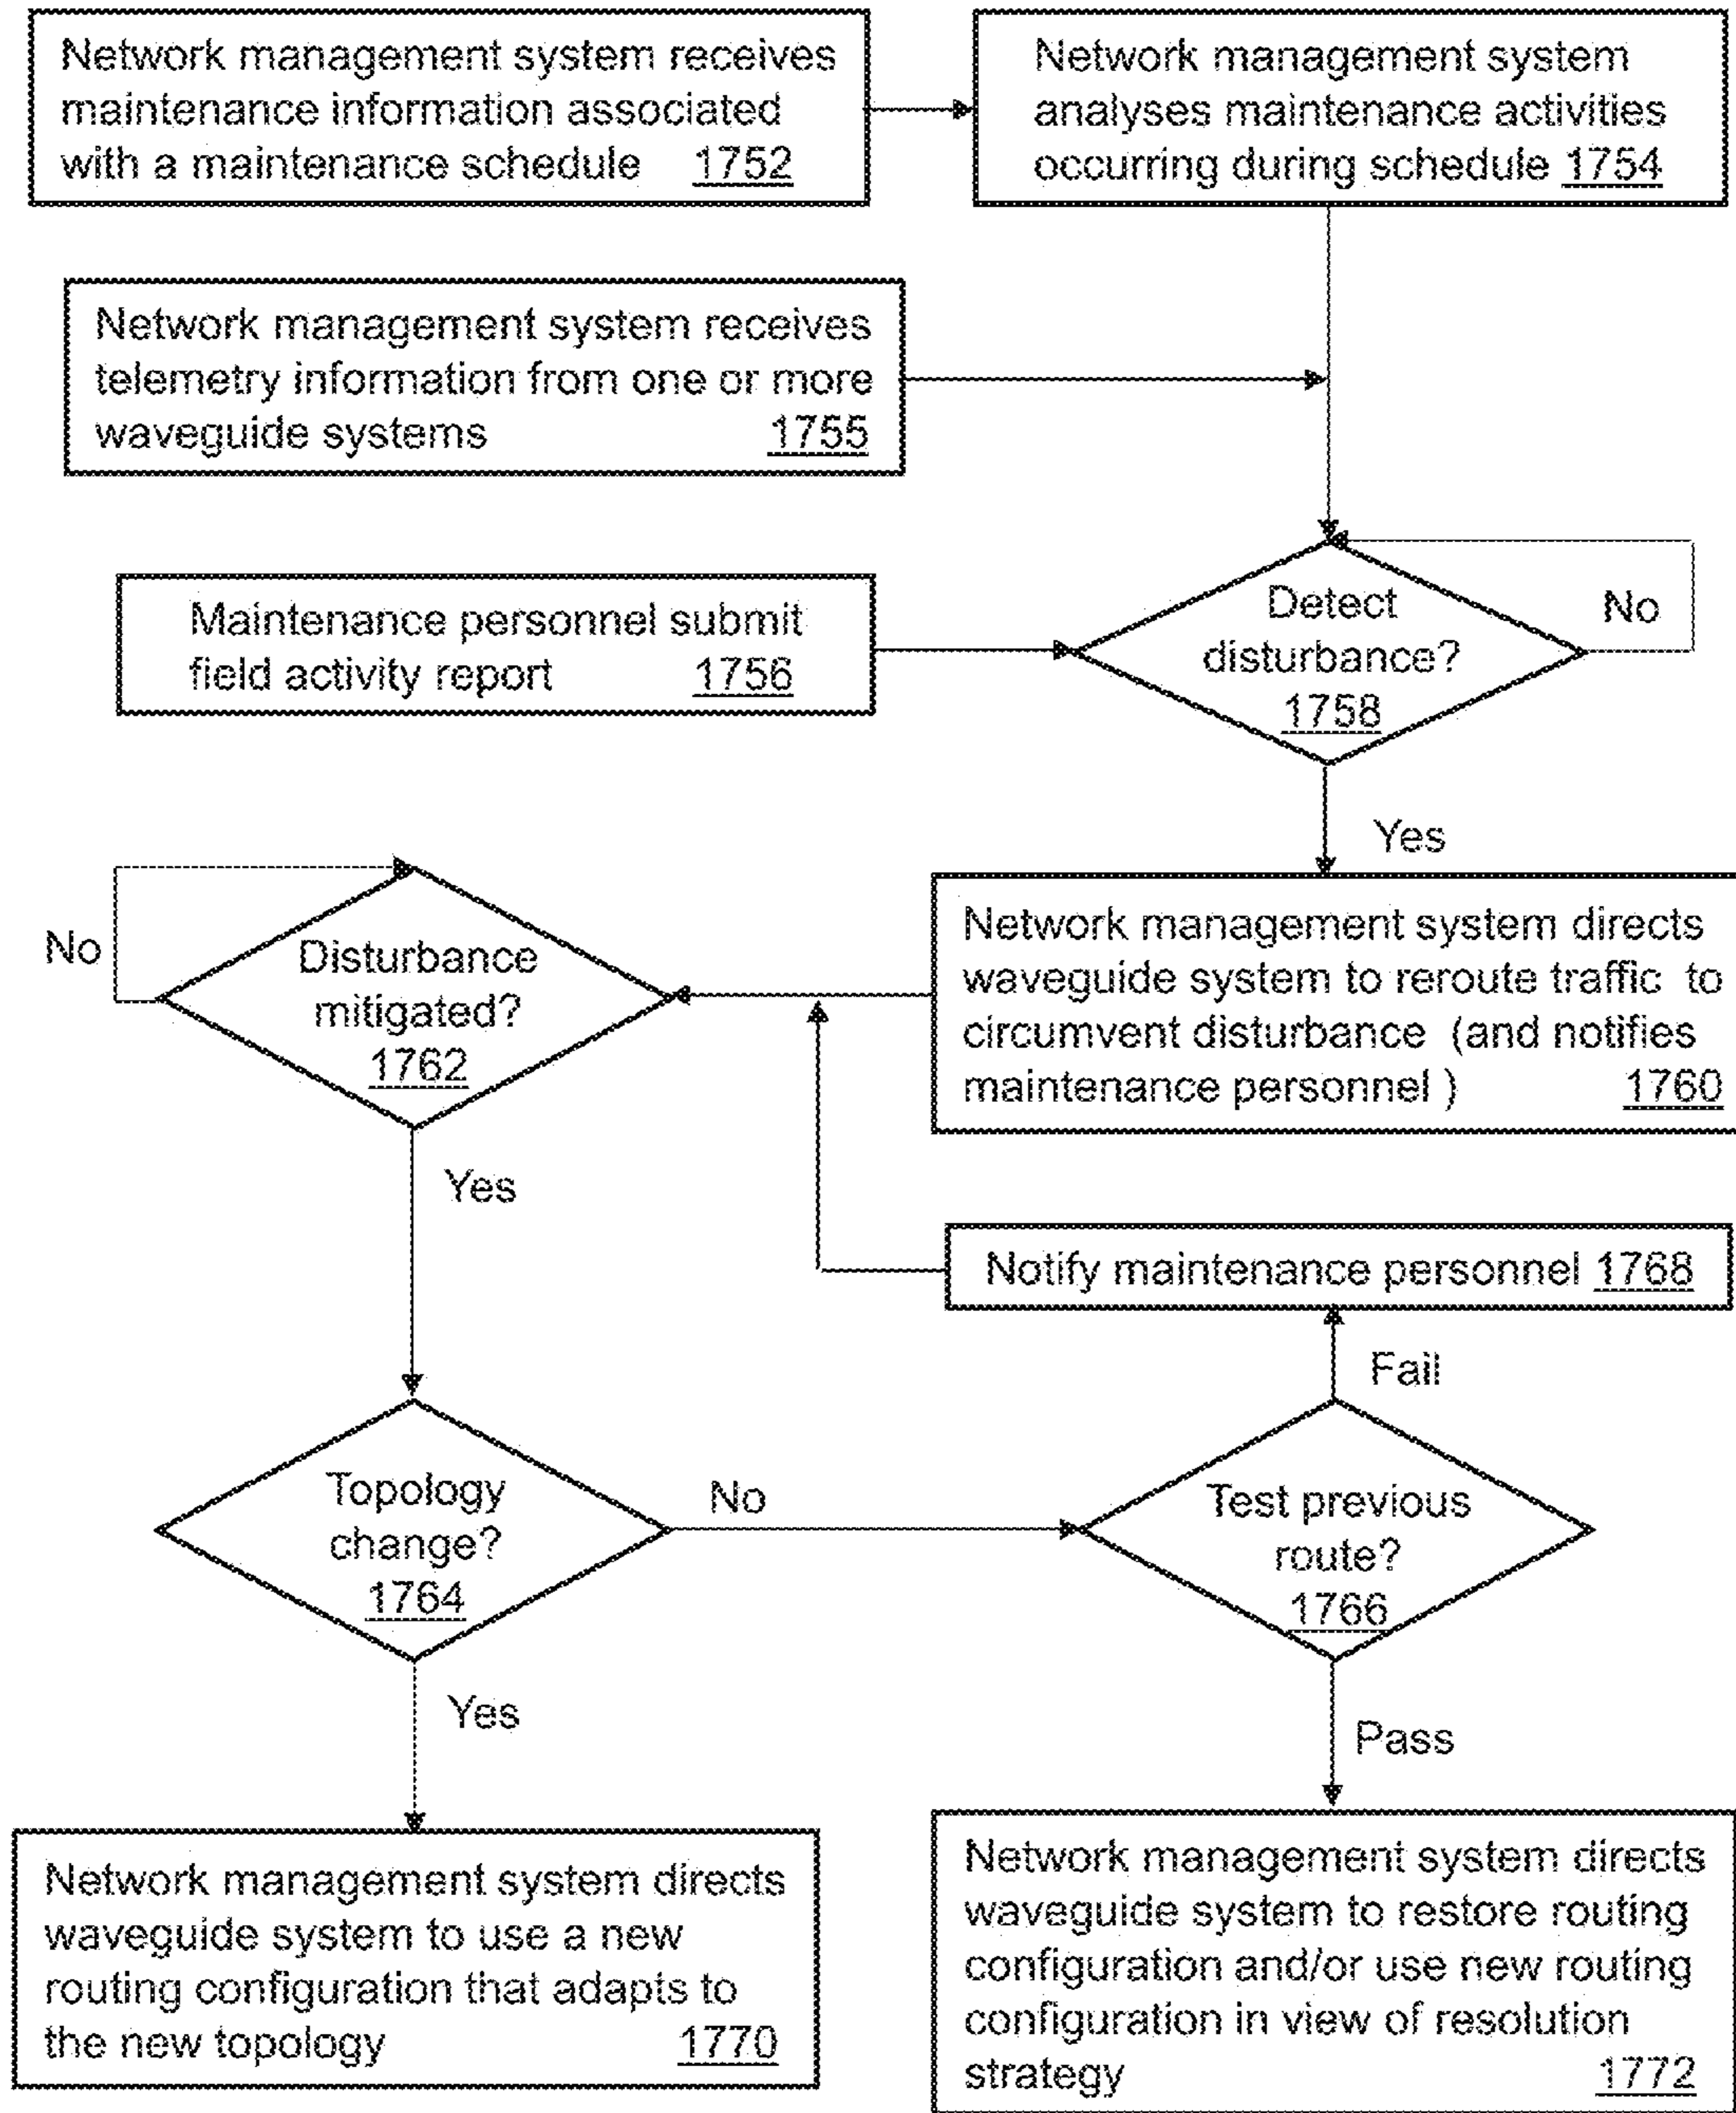 Network management system receives
maintenance information associated
with a maintenance schedule 1752
Network management system
analyses maintenance activities
occurring during schedule 1754
Network management system receives
telemetry information from one or more
waveguide systems 1755
Maintenance personnel submit
field activity report 1756
Detect
disturbance?
1758
No
Yes
Network management system directs
waveguide system to reroute traffic to
circumvent disturbance (and notifies
maintenance personnel ) 1760
No
Disturbance
mitigated?
1762
Yes
Notify maintenance personnel 1768
Fail
Topology
change?
1764
No
Test previous
route?
1766
Yes
Pass
Network management system directs
waveguide system to use a new
routing configuration that adapts to
the new topology 1770
Network management system directs
waveguide system to restore routing
configuration and/or use new routing
configuration in view of resolution
strategy 1772